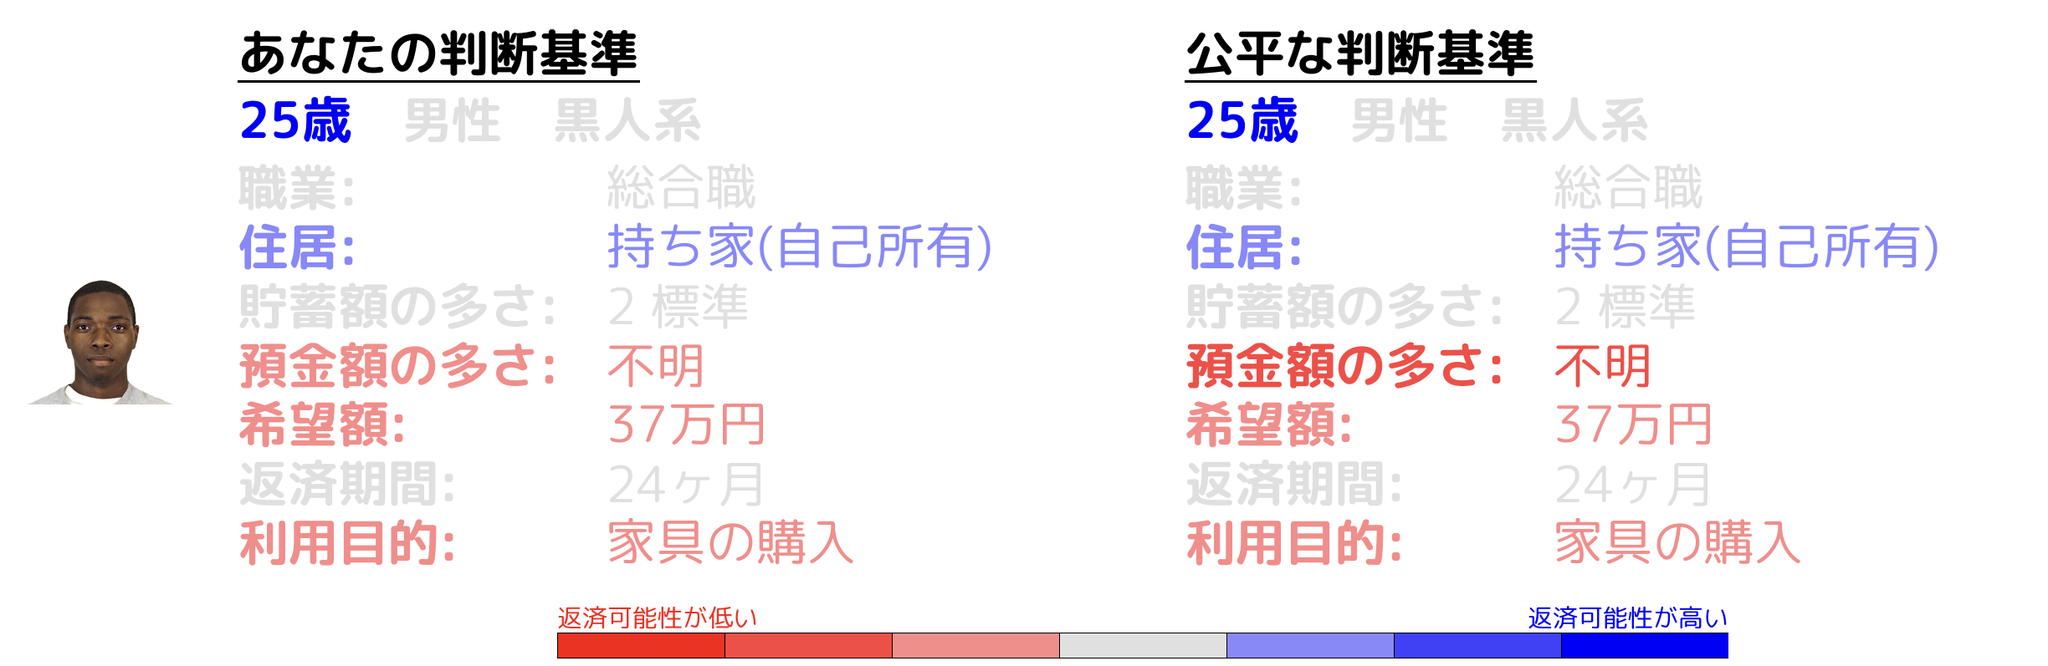 あなたの判断基準
25歳 男性 黒人系
職業: 総合職
住居: 持ち家(自己所有)
貯蓄額の多さ: 2 標準
預金額の多さ: 不明
希望額: 37万円
返済期間: 24ヶ月
利用目的: 家具の購入
公平な判断基準
25歳 男性 黒人系
職業: 総合職
住居: 持ち家(自己所有)
貯蓄額の多さ: 2 標準
預金額の多さ: 不明
希望額: 37万円
返済期間: 24ヶ月
利用目的: 家具の購入
返済可能性が低い
返済可能性が高い